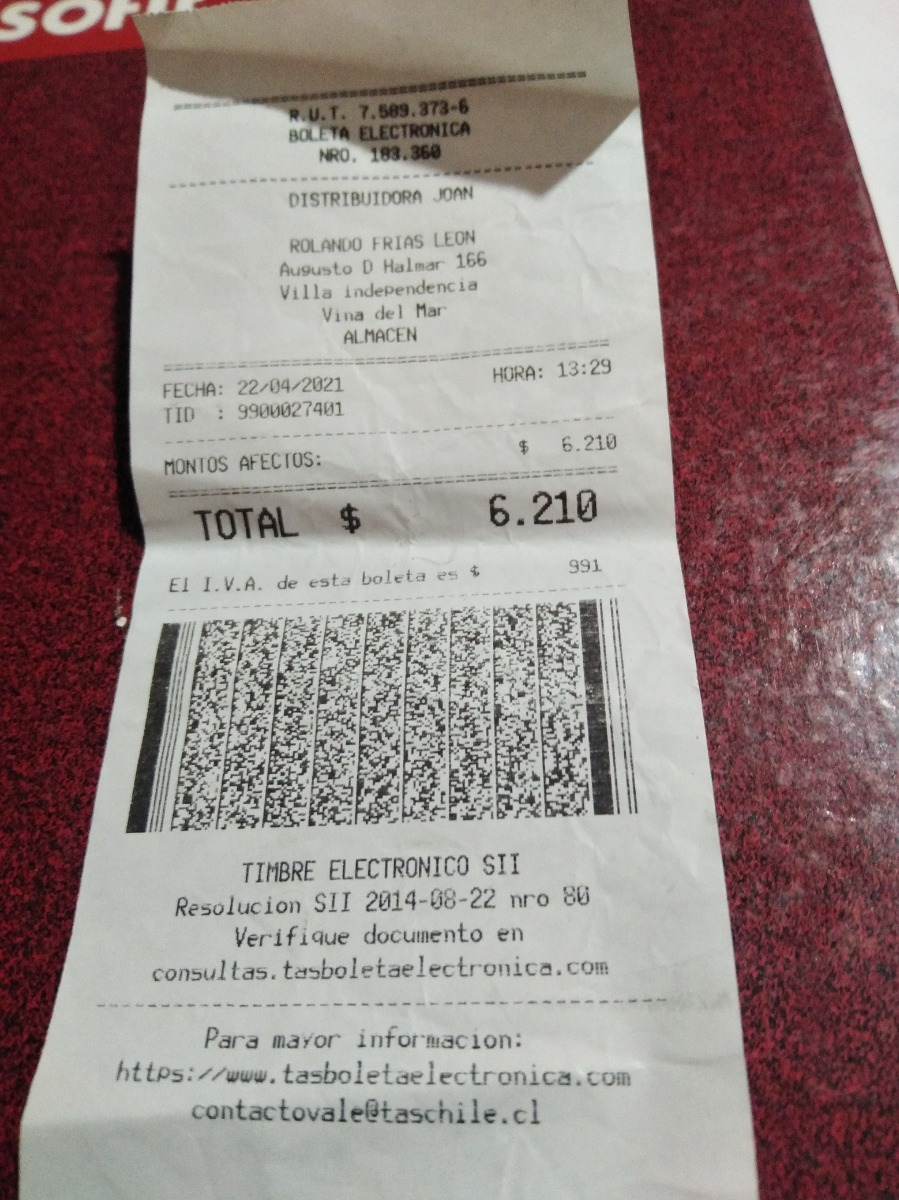 R.U.T. 7.589.373-6
BOLETA ELECTRONICA
NRO. 183.360
DISTRIBUIDORA JOAN
ROLANDO FRIAS LEON
Augusto D Halmar 166
Villa independencia
Vina del Mar
ALMACEN
FECHA: 22/04/2021 HORA: 13:29
TID : 9900027401
MONTOS AFECTOS: $ 6.210
TOTAL $ 6.210
El I.V.A. de esta boleta es $ 991
TIMBRE ELECTRONICO SII
Resolucion SII 2014-08-22 nro 80
Verifique documento en
consultas.tasboletaelectronica.com
Para mayor informacion:
https://www.tasboletaelectronica.com
contactovale@taschile.cl